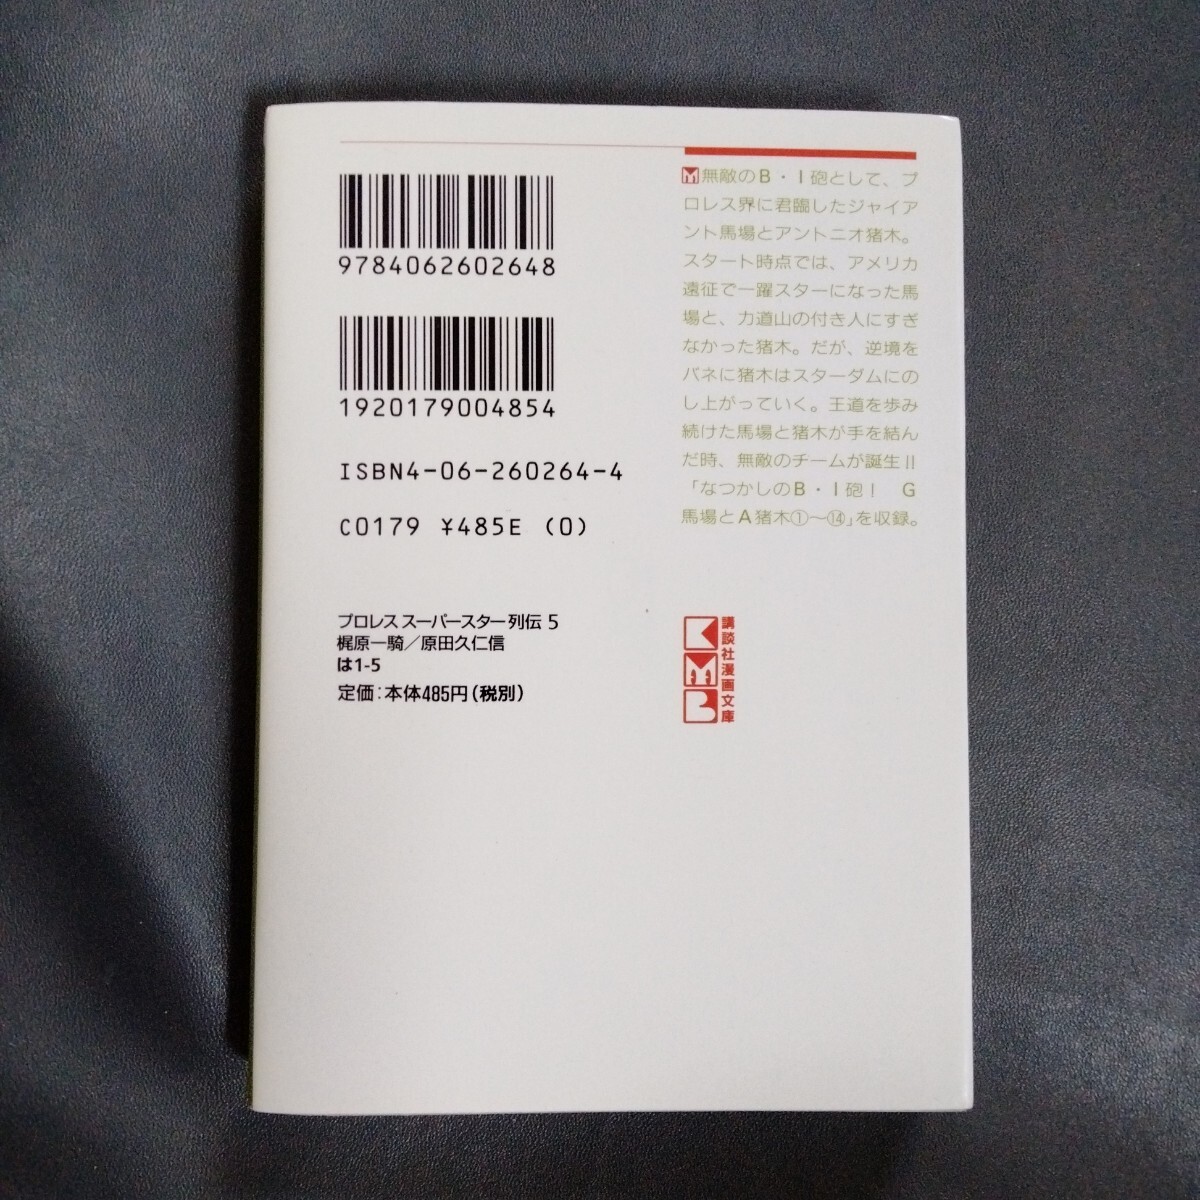 9784062602648
1920179004854
ISBN4-06-260264-4
C0179 ¥485E (0)
プロレススーパースター列伝 5
梶原一騎／原田久仁信
は1-5
定価：本体485円（税別）
M無敵のB・I砲として、プ
ロレス界に君臨したジャイア
ント馬場とアントニオ猪木。
スタート時点では、アメリカ
遠征で一躍スターになった馬
場と、力道山の付き人にすぎ
なかった猪木。だが、逆境を
バネに猪木はスターダムにの
し上がっていく。王道を歩み
続けた馬場と猪木が手を結ん
だ時、無敵のチームが誕生!!
「なつかしのB・I砲！　G
馬場とA猪木①〜⑭」を収録。
KMB
講談社漫画文庫